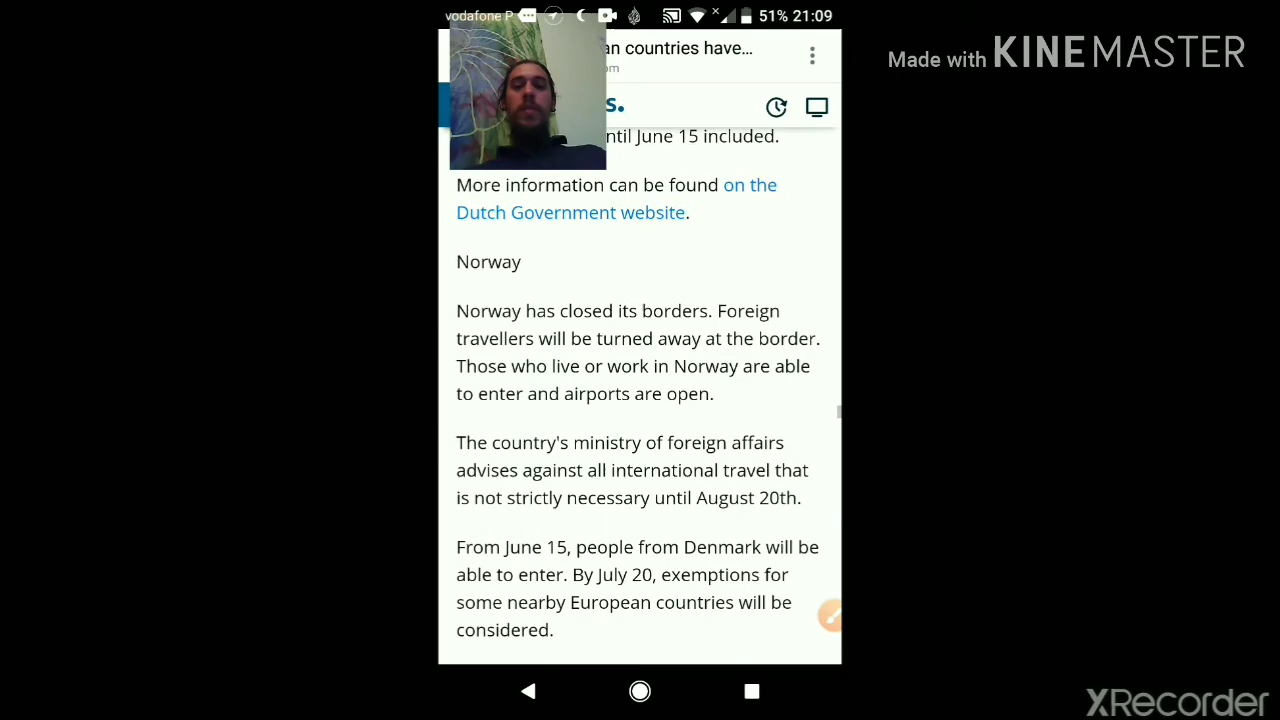 vodafone P
51% 21:09
an countries have…
om
s.
ntil June 15 included.
More information can be found on the
Dutch Government website.
Norway
Norway has closed its borders. Foreign
travellers will be turned away at the border.
Those who live or work in Norway are able
to enter and airports are open.
The country's ministry of foreign affairs
advises against all international travel that
is not strictly necessary until August 20th.
From June 15, people from Denmark will be
able to enter. By July 20, exemptions for
some nearby European countries will be
considered.
Made with KINEMASTER
XRecorder